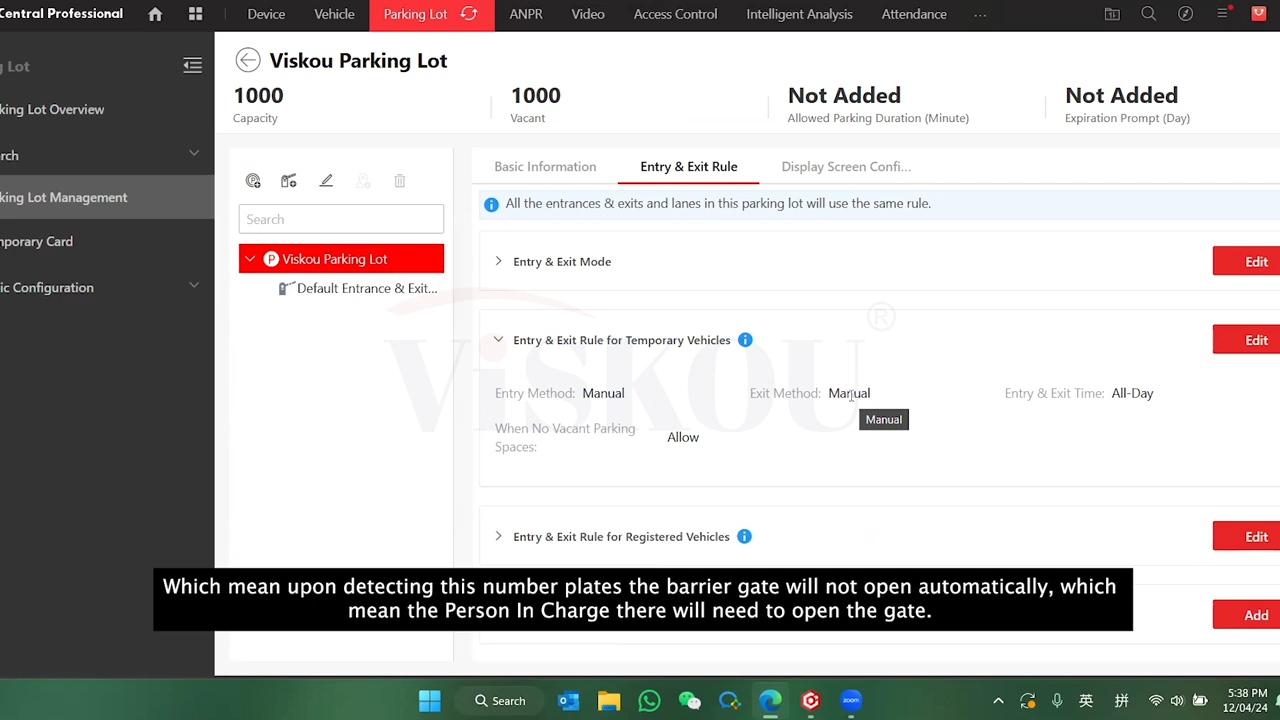 Central Professional
Device
Vehicle
Parking Lot
ANPR
Video
Access Control
Intelligent Analysis
Attendance
...
ng Lot
king Lot Overview
rch
king Lot Management
nporary Card
ic Configuration
Viskou Parking Lot
1000
Capacity
1000
Vacant
Not Added
Allowed Parking Duration (Minute)
Not Added
Expiration Prompt (Day)
Search
P Viskou Parking Lot
Default Entrance & Exit...
Basic Information
Entry & Exit Rule
Display Screen Confi...
All the entrances & exits and lanes in this parking lot will use the same rule.
Entry & Exit Mode
Edit
Entry & Exit Rule for Temporary Vehicles
Edit
Entry Method: Manual
Exit Method: Manual
Entry & Exit Time: All-Day
Manual
When No Vacant Parking
Spaces:
Allow
Entry & Exit Rule for Registered Vehicles
Edit
Add
ViSKOU ®
Which mean upon detecting this number plates the barrier gate will not open automatically, which
mean the Person In Charge there will need to open the gate.
Search
zoom
英
拼
5:38 PM
12/04/24